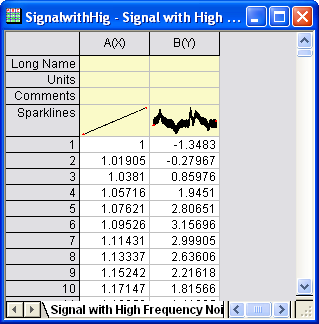 SignalwithHig - Signal with High ...
A(X) B(Y)
Long Name
Units
Comments
Sparklines
1 1 -1.3483
2 1.01905 -0.27967
3 1.0381 0.85976
4 1.05716 1.9451
5 1.07621 2.80651
6 1.09526 3.15696
7 1.11431 2.99905
8 1.13337 2.63606
9 1.15242 2.21618
10 1.17147 1.81566
Signal with High Frequency Noi